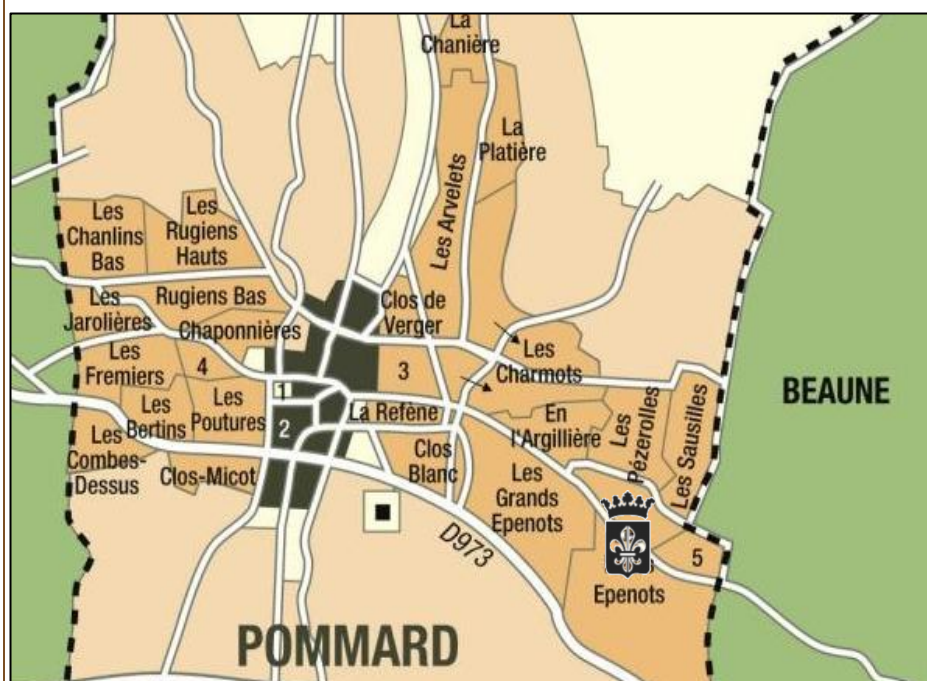 La
Chanière
La
Platière
Les Arvelets
Les
Chanlins
Bas
Les
Rugiens
Hauts
Les
Jarolières
Rugiens Bas
Chaponnières
Clos de
Verger
Les
Fremiers
4
1
3
Les
Charmots
BEAUNE
Les
Bertins
Les
Poutures
2
La Refène
En
l'Argillière
Les
Pézerolles
Les Sausilles
Les
Combes-
Dessus
Clos-Micot
Clos
Blanc
Les
Grands
Epenots
D973
5
Epenots
POMMARD